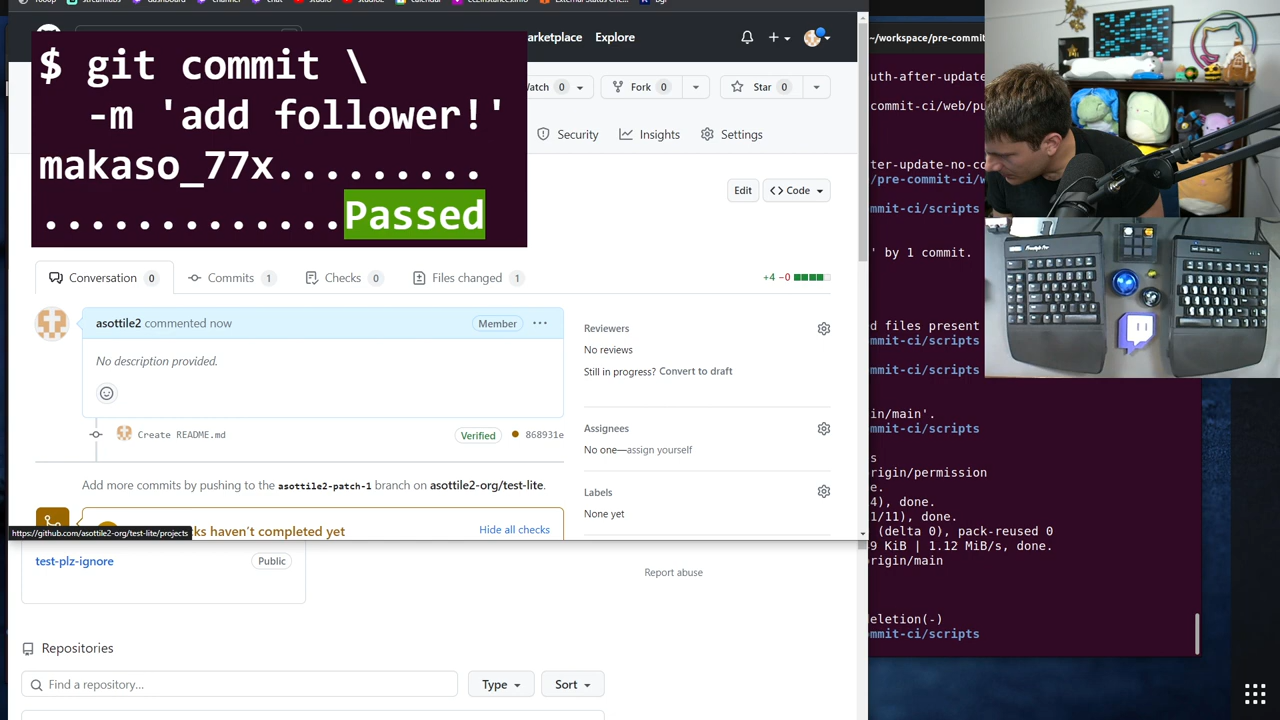 calendar
arketplace
Explore
~/workspace/pre-commit
$ git commit \
-m 'add follower!'
makaso_77x.........
.............Passed
Watch
0
Fork
0
Star
0
Security
Insights
Settings
Edit
Code
Conversation
0
Commits
1
Checks
0
Files changed
1
+4 −0
asottile2 commented now
Member
No description provided.
Create README.md
Verified
868931e
Add more commits by pushing to the asottile2-patch-1 branch on asottile2-org/test-lite.
cks haven't completed yet
Hide all checks
https://github.com/asottile2-org/test-lite/projects
Reviewers
No reviews
Still in progress? Convert to draft
Assignees
No one—assign yourself
Labels
None yet
test-plz-ignore
Public
Report abuse
Repositories
Find a repository...
Type
Sort
uth-after-update
ommit-ci/web/pu
ter-update-no-co
/pre-commit-ci/w
mmit-ci/scripts
' by 1 commit.
d files present
mmit-ci/scripts
mmit-ci/scripts
in/main'.
mmit-ci/scripts
s
origin/permission
e.
4), done.
1/11), done.
(delta 0), pack-reused 0
9 KiB | 1.12 MiB/s, done.
origin/main
deletion(-)
mmit-ci/scripts